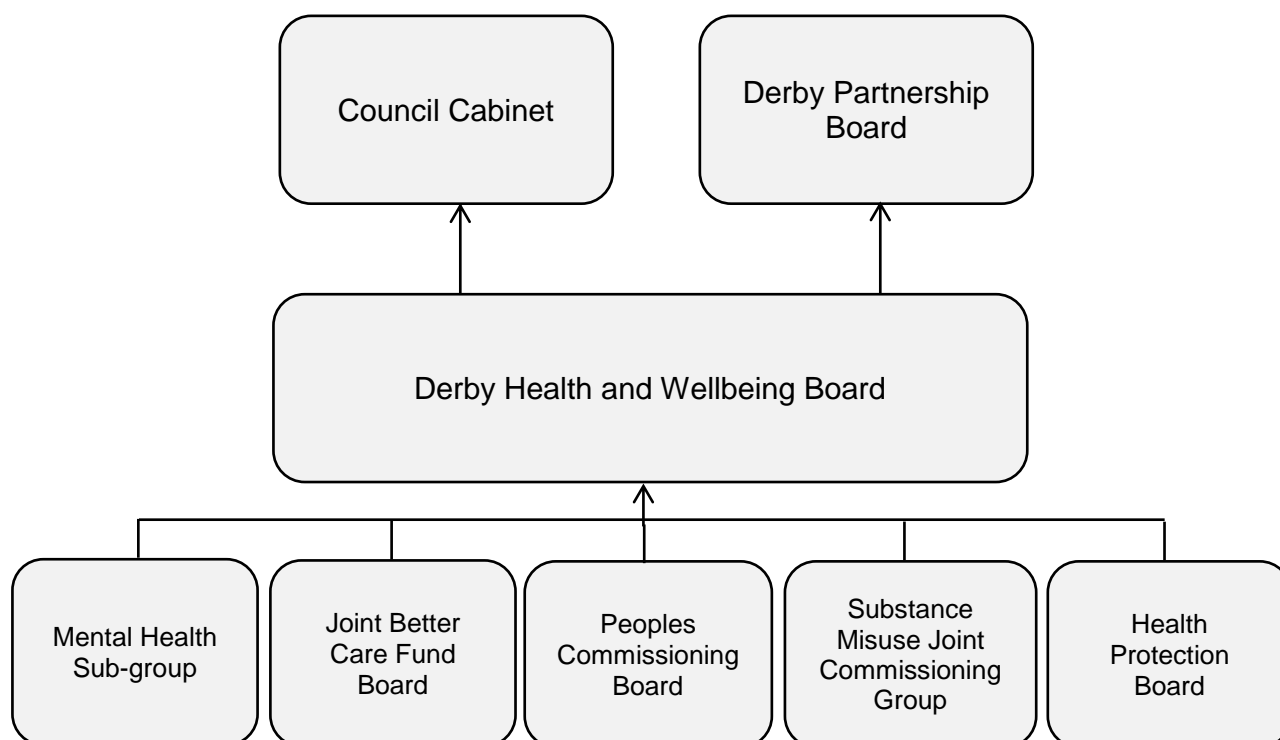 Council Cabinet
Derby Partnership
Board
Derby Health and Wellbeing Board
Mental Health
Sub-group
Joint Better
Care Fund
Board
Peoples
Commissioning
Board
Substance
Misuse Joint
Commissioning
Group
Health
Protection
Board